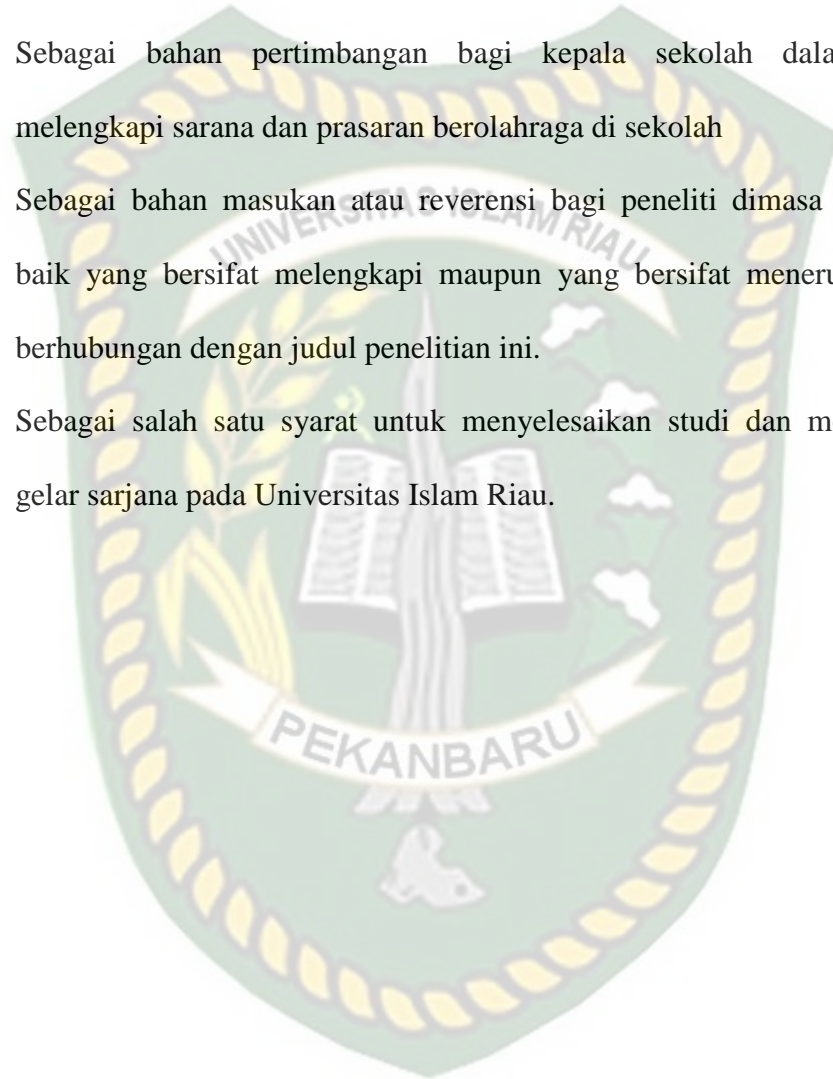 Sebagai bahan pertimbangan bagi kepala sekolah
melengkapi sarana dan prasaran berolahraga di sekolah
Sebagai bahan masukan atau reverensi bagi peneliti dimasa
baik yang bersifat melengkapi maupun yang bersifat
berhubungan dengan judul penelitian ini.
Sebagai salah satu syarat untuk menyelesaikan studi dan
gelar sarjana pada Universitas Islam Riau.
UNIVERSITAS ISLAM RIAU
PEKANBARU